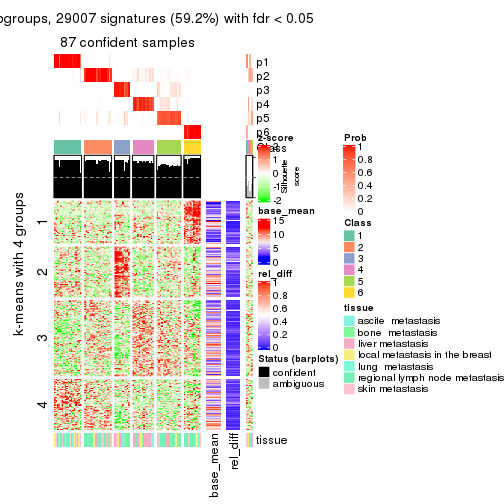 ogroups, 29007 signatures (59.2%) with fdr < 0.05
87 confident samples
p1
p2
p3
p4
p5
p6
z-score
2
1
0
-1
-2
Silhouette
score
base_mean
15
10
5
0
rel_diff
1
0.8
0.6
0.4
0.2
0
Status (barplots)
confident
ambiguous
Prob
1
0.8
0.6
0.4
0.2
0
Class
1
2
3
4
5
6
tissue
ascite metastasis
bone metastasis
liver metastasis
local metastasis in the breast
lung metastasis
regional lymph node metastasis
skin metastasis
k-means with 4 groups
1
2
3
4
tissue
base_mean
rel_diff